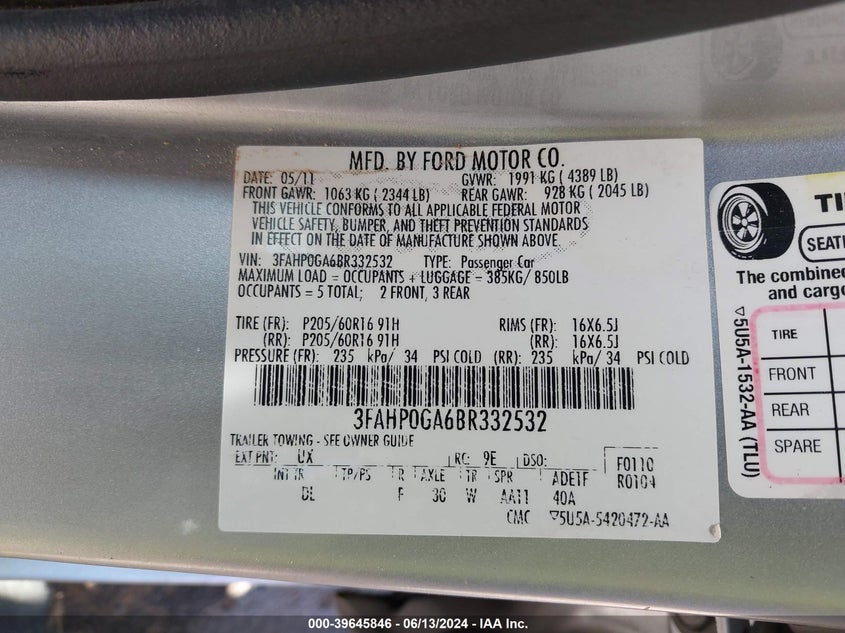 MFD. BY FORD MOTOR CO.
DATE: 05/11 GVWR: 1991 KG ( 4389 LB)
FRONT GAWR: 1063 KG ( 2344 LB) REAR GAWR: 928 KG ( 2045 LB)
THIS VEHICLE CONFORMS TO ALL APPLICABLE FEDERAL MOTOR
VEHICLE SAFETY, BUMPER, AND THEFT PREVENTION STANDARDS
IN EFFECT ON THE DATE OF MANUFACTURE SHOWN ABOVE.
VIN: 3FAHP0GA6BR332532 TYPE: Passenger Car
MAXIMUM LOAD = OCCUPANTS + LUGGAGE = 385KG/ 850LB
OCCUPANTS = 5 TOTAL; 2 FRONT, 3 REAR
TIRE (FR): P205/60R16 91H RIMS (FR): 16X6.5J
(RR): P205/60R16 91H (RR): 16X6.5J
PRESSURE (FR): 235 kPa/ 34 PSI COLD (RR): 235 kPa/ 34 PSI COLD
3FAHP0GA6BR332532
TRAILER TOWING - SEE OWNER GUIDE
EXT PNT: UX RC: 9E DSO: F0110
R0104
INT TR TP/PS R AXLE TR SPR ADE1F
DL F 30 W AA11 40A
CMC ▽5U5A-5420472-AA
TI
SEATI
The combined
and cargo
TIRE
FRONT
REAR
SPARE
▽5U5A-1532-AA (TLU)
000-39645846 - 06/13/2024 - IAA Inc.